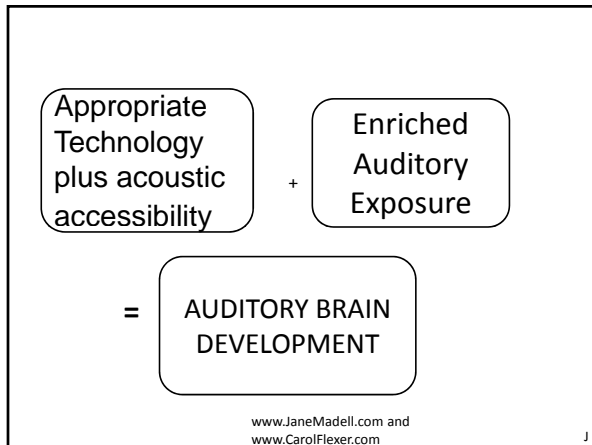 Appropriate
Technology
plus acoustic
accessibility
+
Enriched
Auditory
Exposure
=
AUDITORY BRAIN
DEVELOPMENT
www.JaneMadell.com and
www.CarolFlexer.com
J